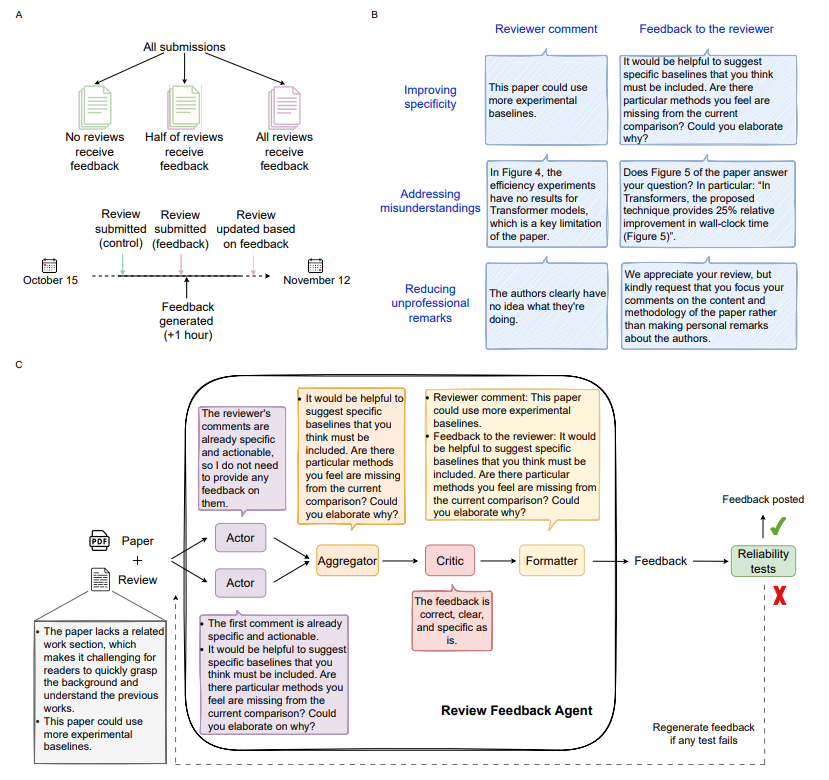 A
All submissions
No reviews
receive
feedback
Half of reviews
receive
feedback
All reviews
receive
feedback
Review
submitted
(control)
Review
submitted
(feedback)
Review
updated based
on feedback
October 15
November 12
Feedback
generated
(+1 hour)
B
Reviewer comment
Feedback to the reviewer
Improving
specificity
This paper could use
more experimental
baselines.
It would be helpful to suggest
specific baselines that you think
must be included. Are there
particular methods you feel are
missing from the current
comparison? Could you elaborate
why?
Addressing
misunderstandings
In Figure 4, the
efficiency experiments
have no results for
Transformer models,
which is a key limitation
of the paper.
Does Figure 5 of the paper answer
your question? In particular: “In
Transformers, the proposed
technique provides 25% relative
improvement in wall-clock time
(Figure 5)”.
Reducing
unprofessional
remarks
The authors clearly have
no idea what they're
doing.
We appreciate your review, but
kindly request that you focus your
comments on the content and
methodology of the paper rather
than making personal remarks
about the authors.
C
PDF
Paper
+
Review
• The paper lacks a related
work section, which
makes it challenging for
readers to quickly grasp
the background and
understand the previous
works.
• This paper could use
more experimental
baselines.
The reviewer's
comments are
already specific
and actionable,
so I do not need
to provide any
feedback on
them.
Actor
Actor
• The first comment is already
specific and actionable.
• It would be helpful to suggest
specific baselines that you
think must be included. Are
there particular methods you
feel are missing from the
current comparison? Could
you elaborate on why?
• It would be helpful to
suggest specific
baselines that you
think must be
included. Are there
particular methods
you feel are missing
from the current
comparison? Could
you elaborate why?
Aggregator
Critic
The feedback is
correct, clear,
and specific as
is.
• Reviewer comment: This paper
could use more experimental
baselines.
• Feedback to the reviewer: It would
be helpful to suggest specific
baselines that you think must be
included. Are there particular
methods you feel are missing from
the current comparison? Could
you elaborate why?
Formatter
Review Feedback Agent
Feedback
Feedback posted
Reliability
tests
Regenerate feedback
if any test fails